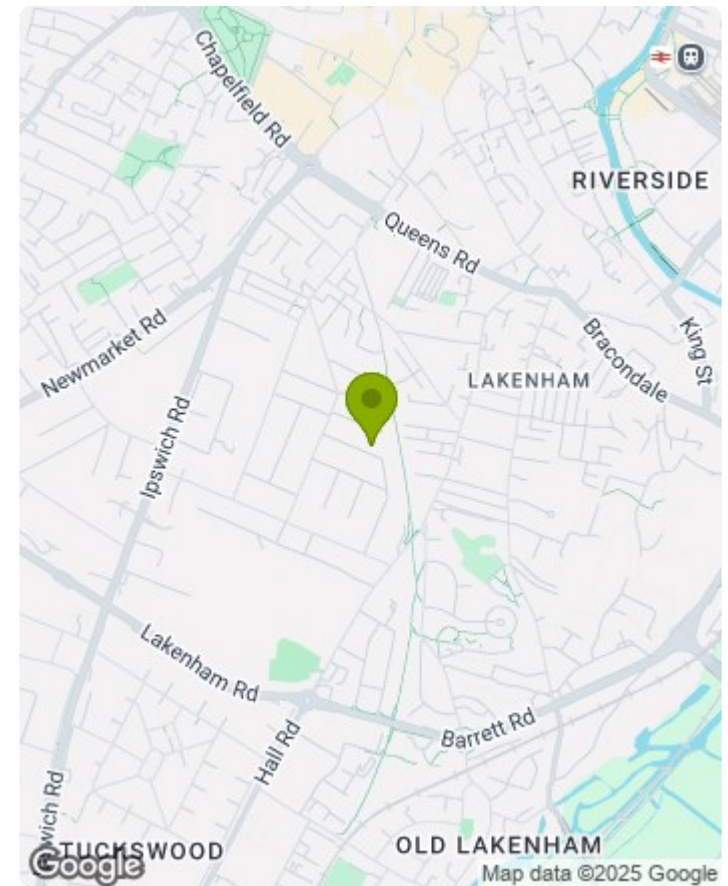 Chapelfield Rd
RIVERSIDE
Queens Rd
King St
Bracondale
Newmarket Rd
LAKENHAM
Ipswich Rd
Lakenham Rd
Barrett Rd
Hall Rd
wich Rd
TUCKSWOOD
OLD LAKENHAM
Google
Map data ©2025 Google